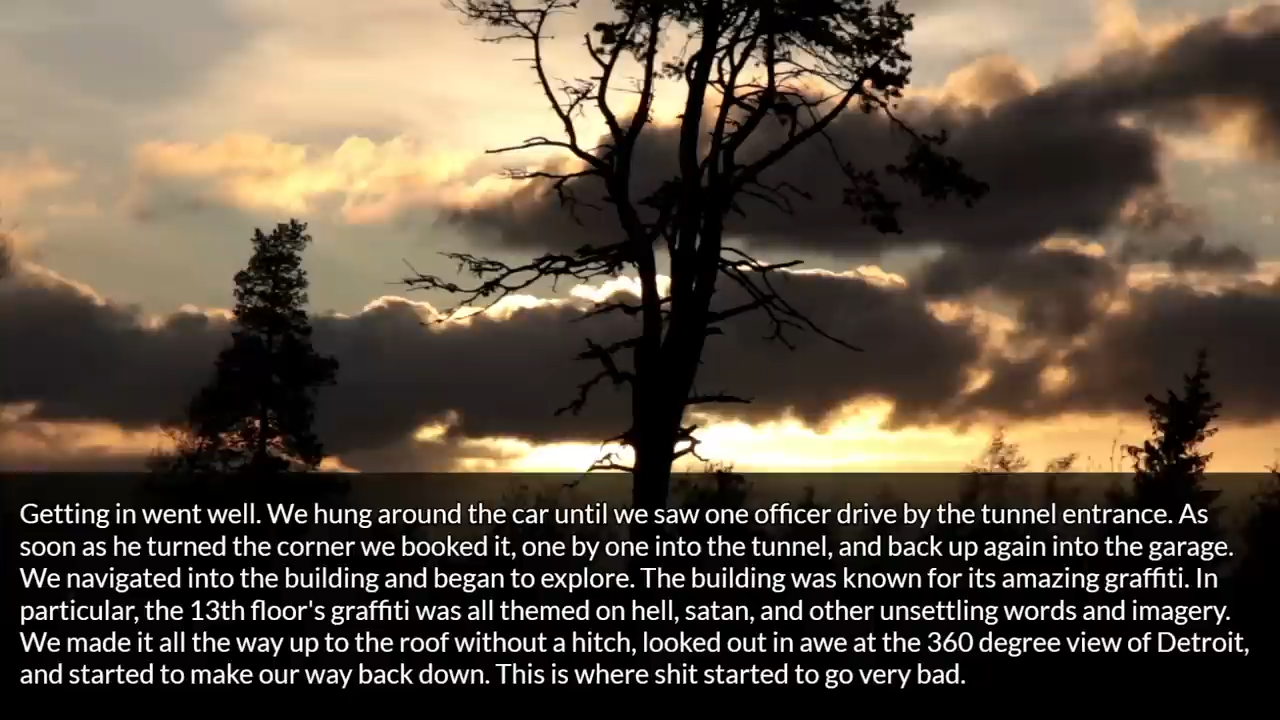 Getting in went well. We hung around the car until we saw one officer drive by the tunnel entrance. As
soon as he turned the corner we booked it, one by one into the tunnel, and back up again into the garage.
We navigated into the building and began to explore. The building was known for its amazing graffiti. In
particular, the 13th floor's graffiti was all themed on hell, satan, and other unsettling words and imagery.
We made it all the way up to the roof without a hitch, looked out in awe at the 360 degree view of Detroit,
and started to make our way back down. This is where shit started to go very bad.